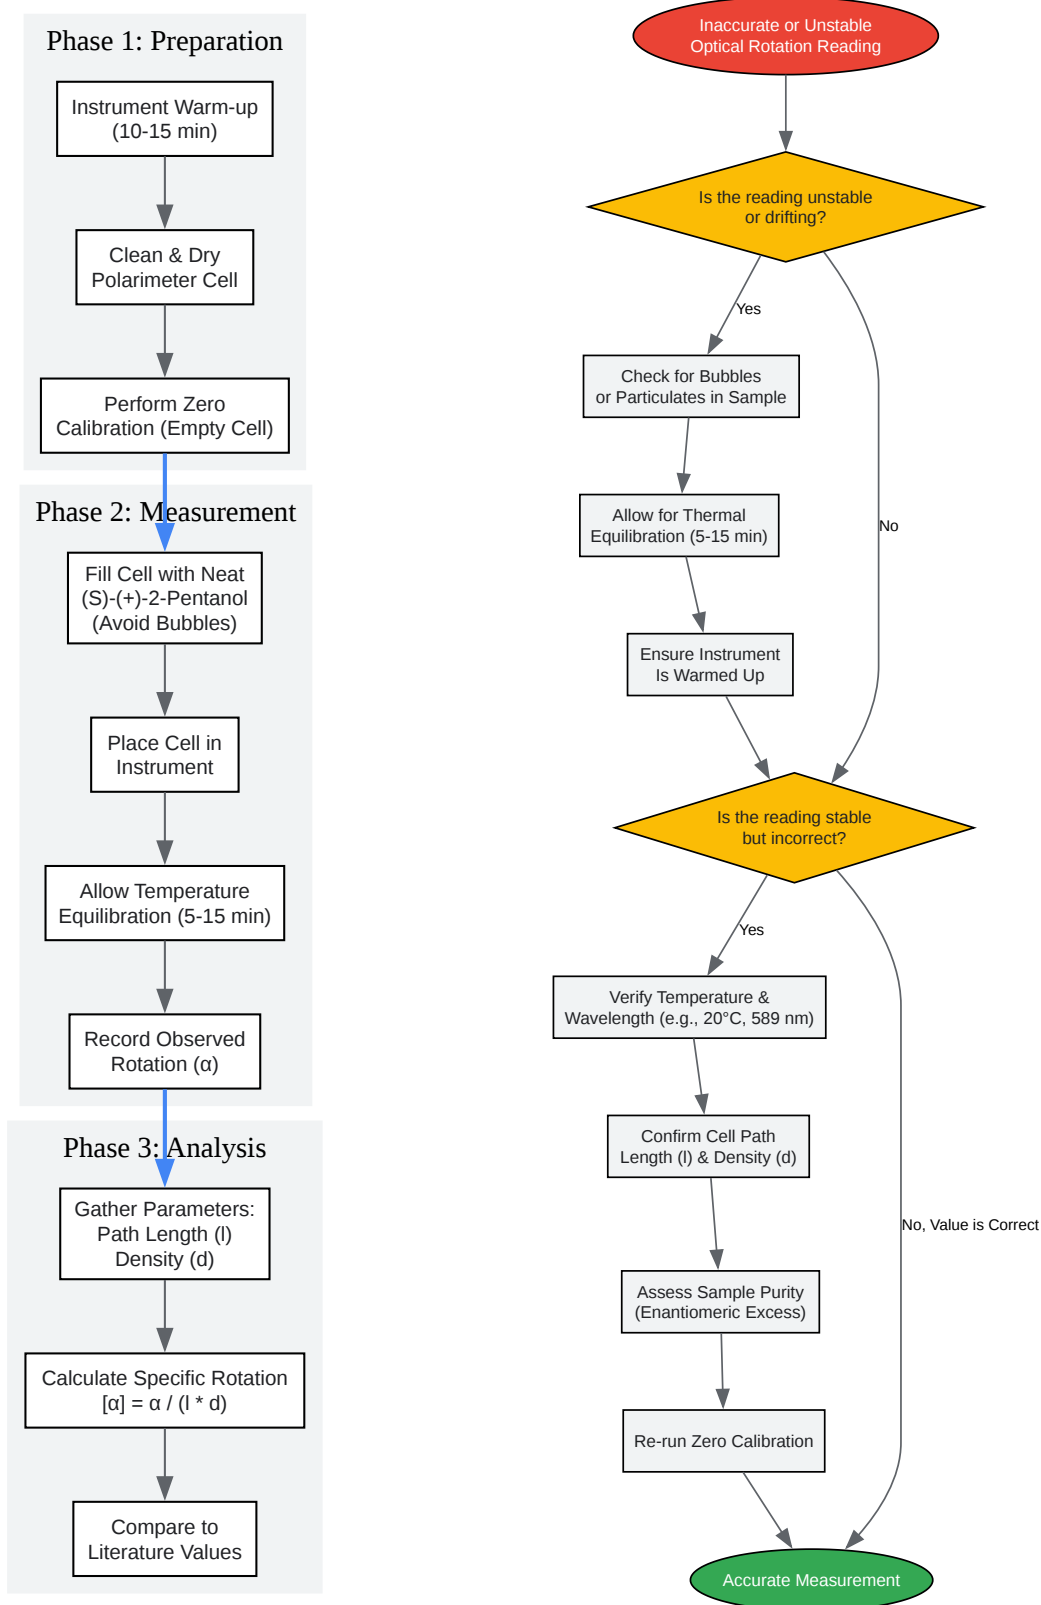 Phase 1: Preparation
Instrument Warm-up
(10-15 min)
Clean & Dry
Polarimeter Cell
Perform Zero
Calibration (Empty Cell)
Phase 2: Measurement
Fill Cell with Neat
(S)-(+)-2-Pentanol
(Avoid Bubbles)
Place Cell in
Instrument
Allow Temperature
Equilibration (5-15 min)
Record Observed
Rotation (α)
Phase 3: Analysis
Gather Parameters:
Path Length (l)
Density (d)
Calculate Specific Rotation
[α] = α / (l * d)
Compare to
Literature Values
Inaccurate or Unstable
Optical Rotation Reading
Is the reading unstable
or drifting?
Yes
Check for Bubbles
or Particulates in Sample
Allow for Thermal
Equilibration (5-15 min)
No
Ensure Instrument
Is Warmed Up
Is the reading stable
but incorrect?
Yes
Verify Temperature &
Wavelength (e.g., 20°C, 589 nm)
Confirm Cell Path
Length (l) & Density (d)
No, Value is Correct
Assess Sample Purity
(Enantiomeric Excess)
Re-run Zero Calibration
Accurate Measurement